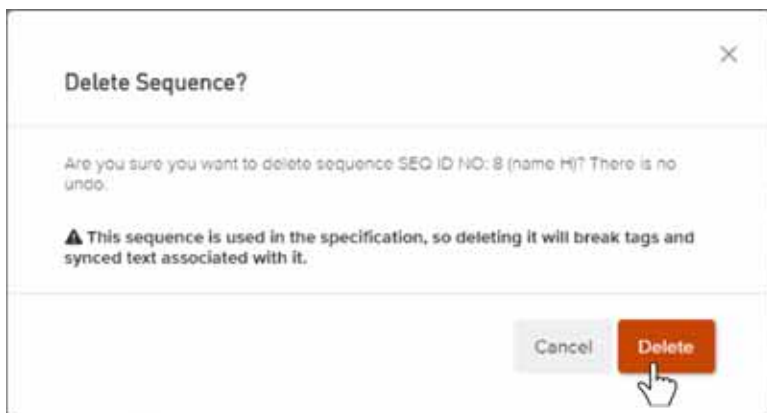 Delete Sequence?
Are you sure you want to delete sequence SEQ ID NO: 8 (name H)? There is no
undo.
This sequence is used in the specification, so deleting it will break tags and
synced text associated with it.
Cancel Delete